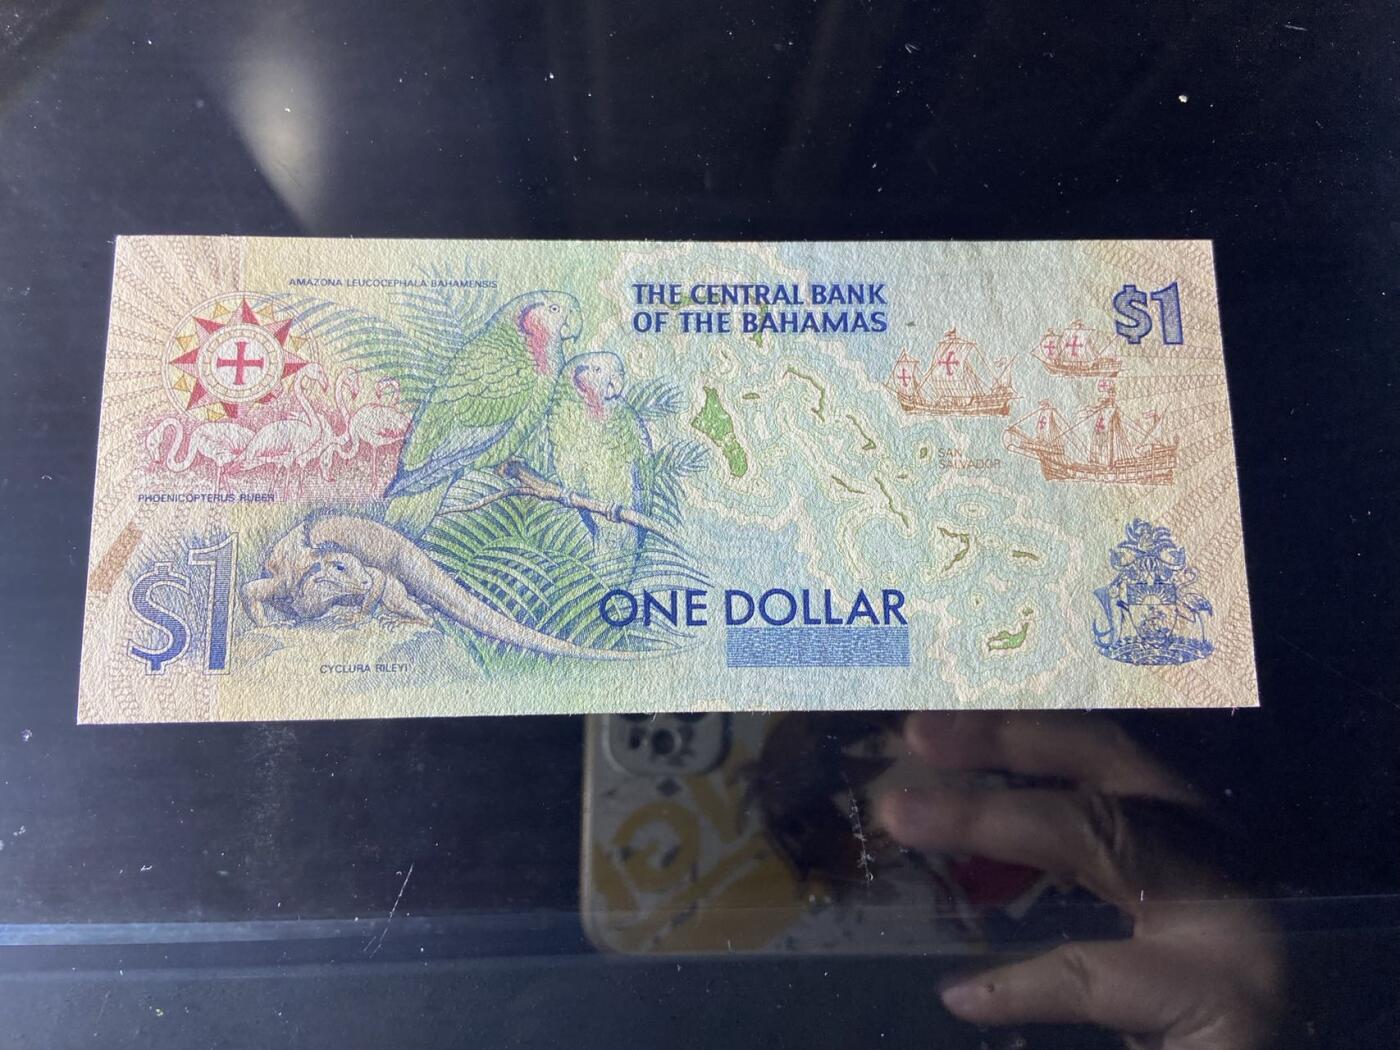 AMAZONA LEUCOCEPHALA BAHAMENSIS
THE CENTRAL BANK
OF THE BAHAMAS
$1
SAN
SALVADOR
PHOENICOPTERUS RUBER
$1
ONE DOLLAR
CYCLURA RILEYI